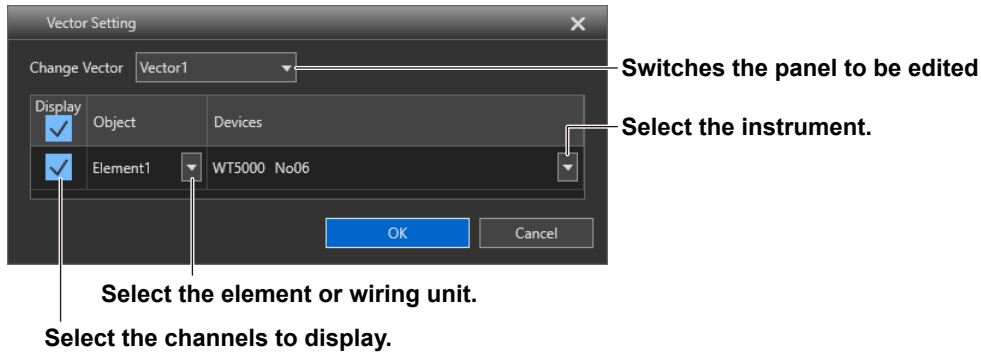 Vector Setting
Change Vector Vector1
Switches the panel to be edited
Display Object Devices
Select the instrument.
Element1 WT5000 No06
OK Cancel
Select the element or wiring unit.
Select the channels to display.